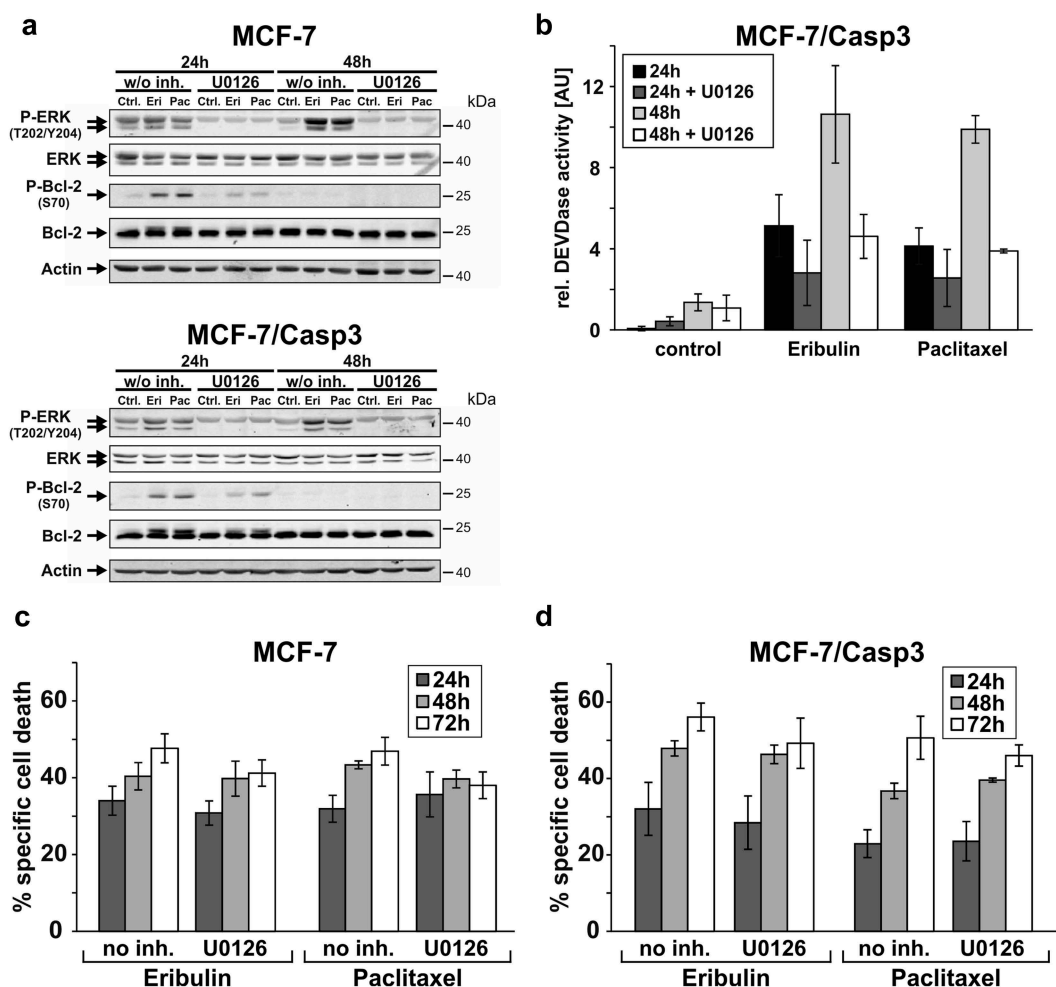 a
MCF-7
24h 48h
w/o inh. U0126 w/o inh. U0126
Ctrl. Eri Pac Ctrl. Eri Pac Ctrl. Eri Pac Ctrl. Eri Pac kDa
P-ERK
(T202/Y204)
40
ERK
40
P-Bcl-2
(S70)
25
Bcl-2
25
Actin
40
MCF-7/Casp3
24h 48h
w/o inh. U0126 w/o inh. U0126
Ctrl. Eri Pac Ctrl. Eri Pac Ctrl. Eri Pac Ctrl. Eri Pac kDa
P-ERK
(T202/Y204)
40
ERK
40
P-Bcl-2
(S70)
25
Bcl-2
25
Actin
40
b
MCF-7/Casp3
rel. DEVDase activity [AU]
12
8
4
0
24h
24h + U0126
48h
48h + U0126
control Eribulin Paclitaxel
c
MCF-7
% specific cell death
60
40
20
0
24h
48h
72h
no inh. U0126 no inh. U0126
Eribulin Paclitaxel
d
MCF-7/Casp3
% specific cell death
60
40
20
0
24h
48h
72h
no inh. U0126 no inh. U0126
Eribulin Paclitaxel